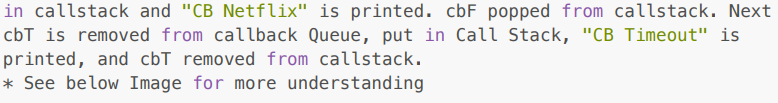 in callstack and "CB Netflix" is printed. cbF popped from callstack. Next
cbT is removed from callback Queue, put in Call Stack, "CB Timeout" is
printed, and cbT removed from callstack.
* See below Image for more understanding